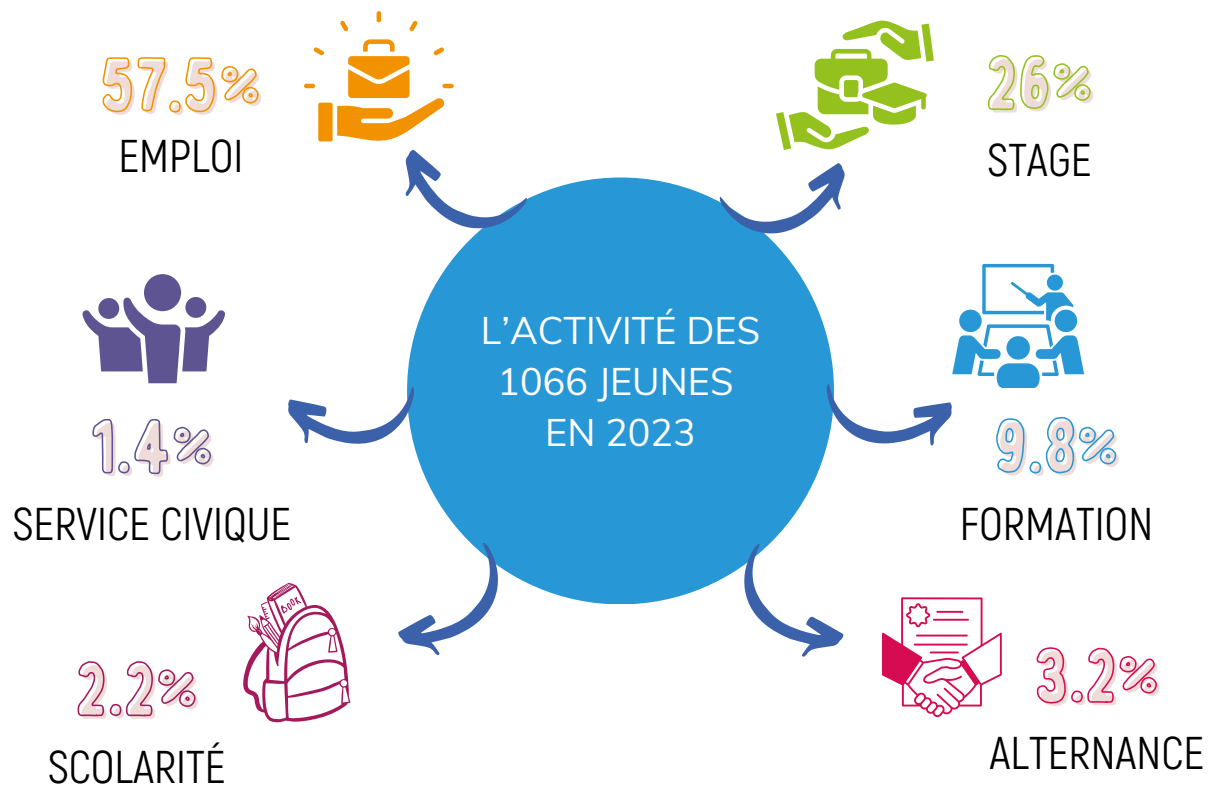 57.5%
EMPLOI
26%
STAGE
L'ACTIVITÉ DES
1066 JEUNES
EN 2023
1.4%
SERVICE CIVIQUE
9.8%
FORMATION
BOOK
2.2%
SCOLARITÉ
3.2%
ALTERNANCE